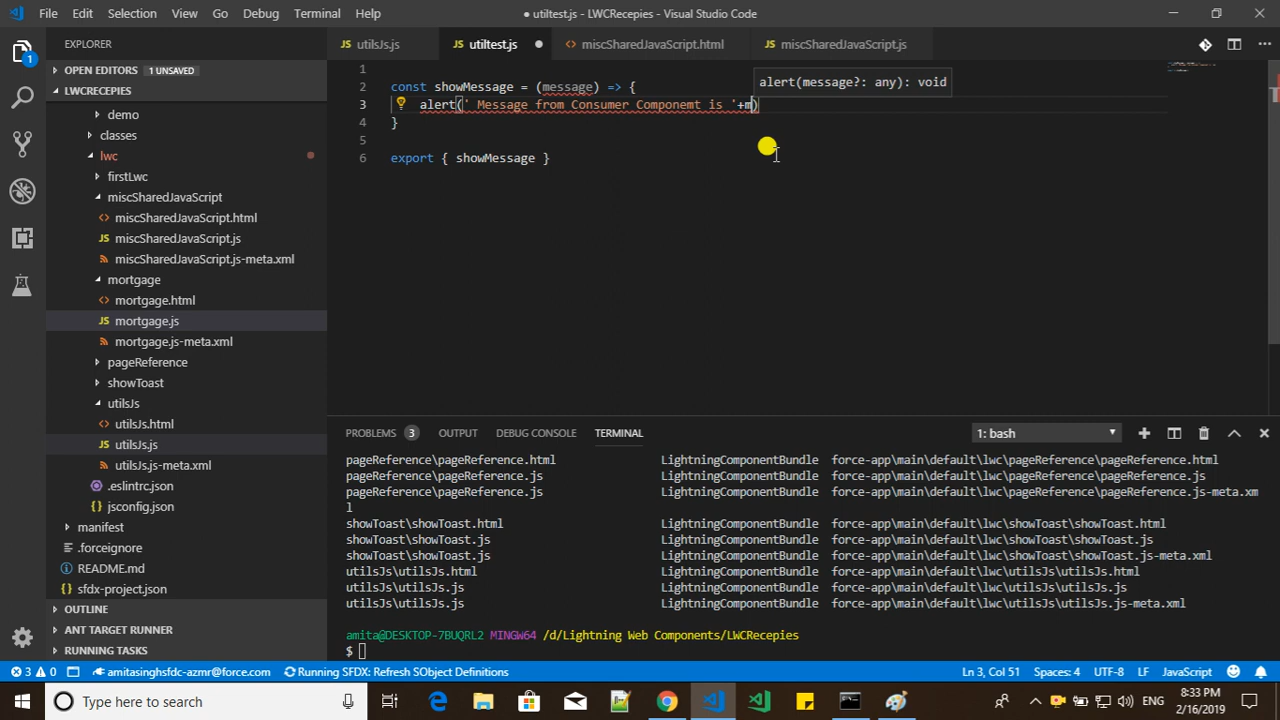 File Edit Selection View Go Debug Terminal Help
● utiltest.js - LWCRecepies - Visual Studio Code
EXPLORER
OPEN EDITORS 1 UNSAVED
LWCRECEPIES
demo
classes
lwc
firstLwc
miscSharedJavaScript
<> miscSharedJavaScript.html
JS miscSharedJavaScript.js
miscSharedJavaScript.js-meta.xml
mortgage
<> mortgage.html
JS mortgage.js
mortgage.js-meta.xml
pageReference
showToast
utilsJs
<> utilsJs.html
JS utilsJs.js
utilsJs.js-meta.xml
.eslintrc.json
{} jsconfig.json
manifest
.forceignore
README.md
{} sfdx-project.json
OUTLINE
ANT TARGET RUNNER
RUNNING TASKS
1
JS utilsJs.js
JS utiltest.js ●
<> miscSharedJavaScript.html
JS miscSharedJavaScript.js
alert(message?: any): void
1
2 const showMessage = (message) => {
3 alert(' Message from Consumer Componemt is '+m)
4 }
5
6 export { showMessage }
PROBLEMS 3 OUTPUT DEBUG CONSOLE TERMINAL
1: bash
pageReference\pageReference.html LightningComponentBundle force-app\main\default\lwc\pageReference\pageReference.html
pageReference\pageReference.js LightningComponentBundle force-app\main\default\lwc\pageReference\pageReference.js
pageReference\pageReference.js LightningComponentBundle force-app\main\default\lwc\pageReference\pageReference.js-meta.xm
l
showToast\showToast.html LightningComponentBundle force-app\main\default\lwc\showToast\showToast.html
showToast\showToast.js LightningComponentBundle force-app\main\default\lwc\showToast\showToast.js
showToast\showToast.js LightningComponentBundle force-app\main\default\lwc\showToast\showToast.js-meta.xml
utilsJs\utilsJs.html LightningComponentBundle force-app\main\default\lwc\utilsJs\utilsJs.html
utilsJs\utilsJs.js LightningComponentBundle force-app\main\default\lwc\utilsJs\utilsJs.js
utilsJs\utilsJs.js LightningComponentBundle force-app\main\default\lwc\utilsJs\utilsJs.js-meta.xml
amita@DESKTOP-7BUQRL2 MINGW64 /d/Lightning Web Components/LWCRecepies
$
3 0 amitasinghsfdc-azmr@force.com Running SFDX: Refresh SObject Definitions
Ln 3, Col 51 Spaces: 4 UTF-8 LF JavaScript
Type here to search
ENG
8:33 PM
2/16/2019